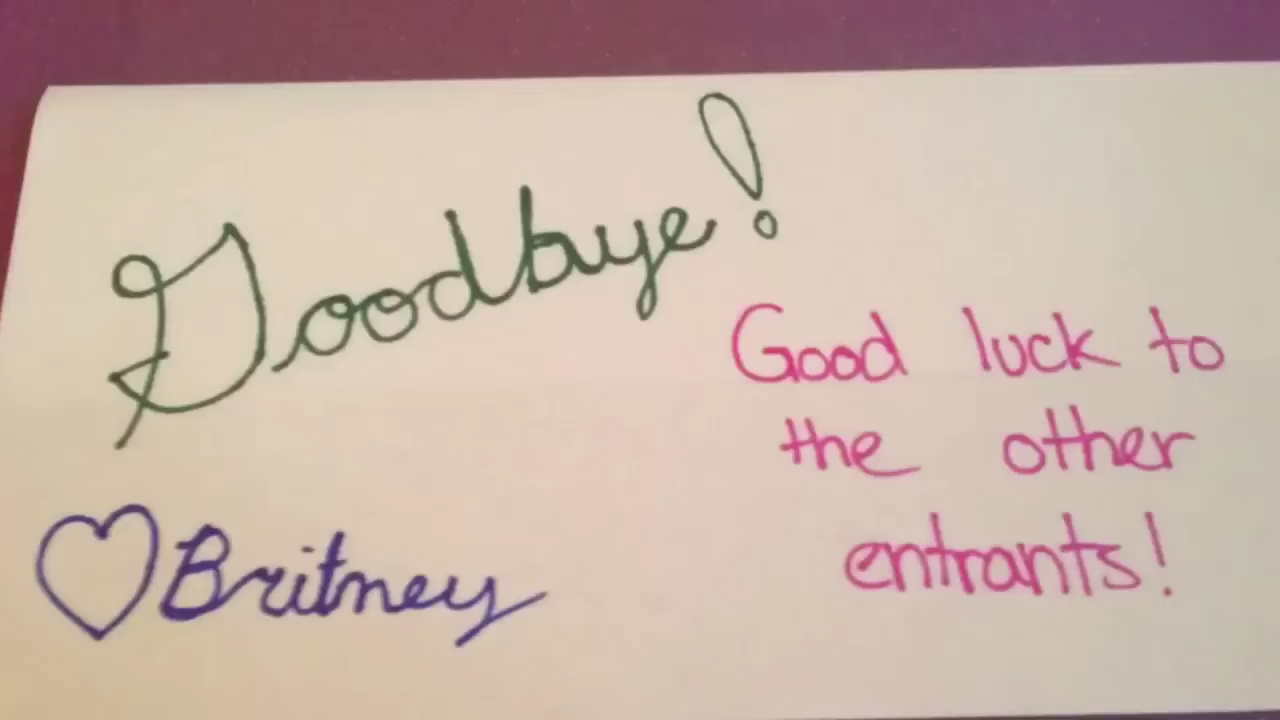 Goodbye!
Good luck to
the other
entrants!
♡Britney